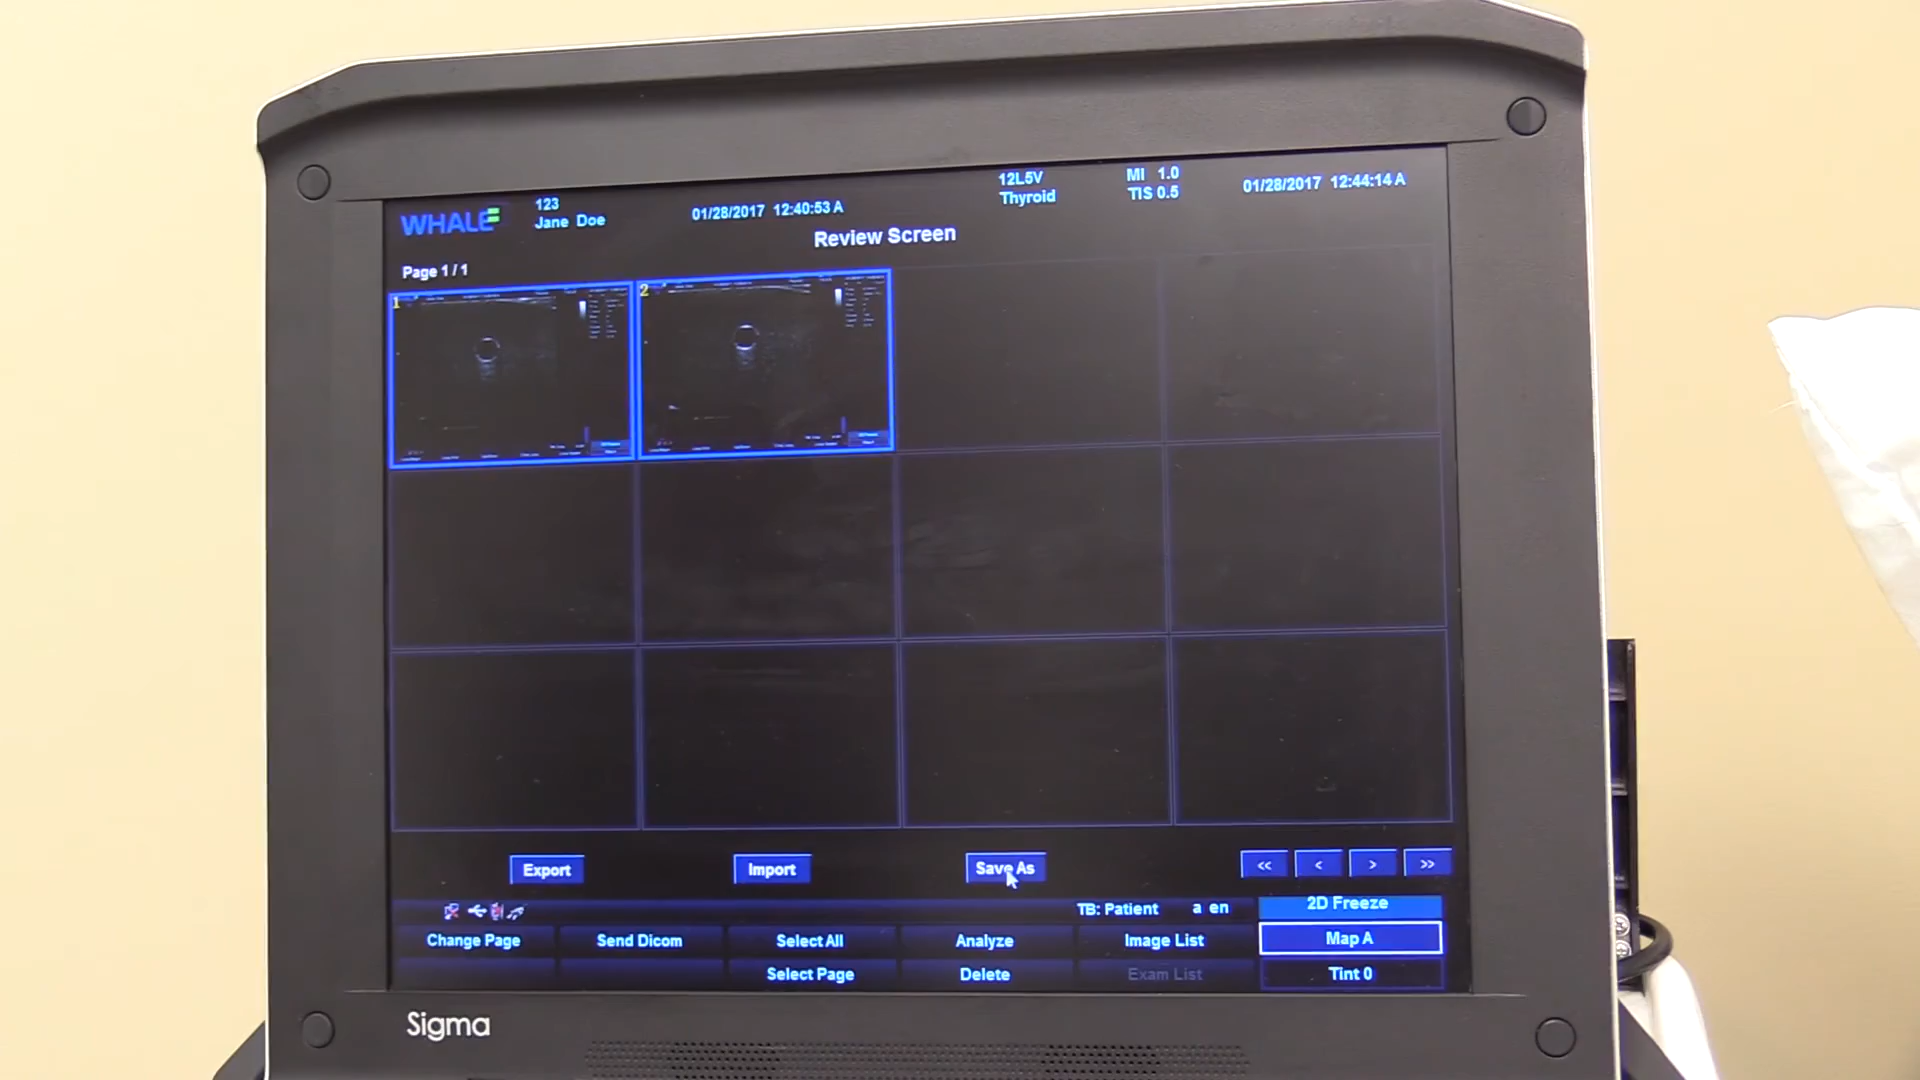 WHALE
123
Jane Doe
01/28/2017 12:40:53 A
12L5V
Thyroid
MI 1.0
TIS 0.5
01/28/2017 12:44:14 A
Review Screen
Page 1 / 1
1
2
Export
Import
Save As
<<
<
>
>>
TB: Patient
a en
2D Freeze
Change Page
Send Dicom
Select All
Analyze
Image List
Map A
Select Page
Delete
Exam List
Tint 0
Sigma